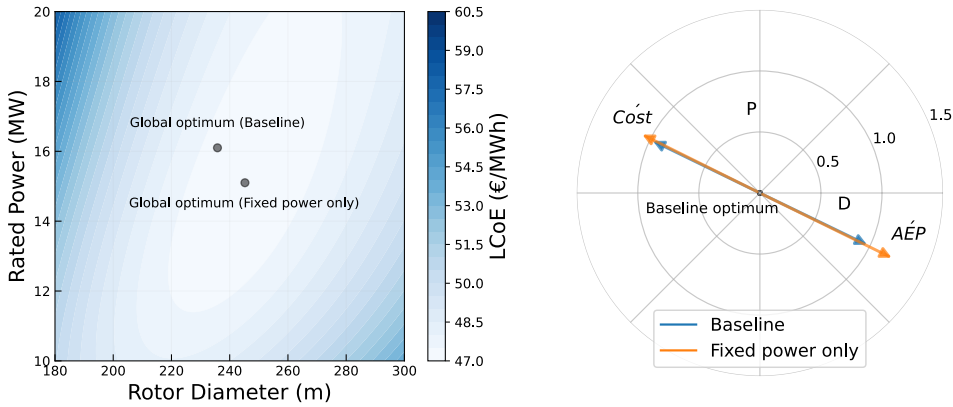 20
18
16
14
12
10
180
200
220
240
260
280
300
Rated Power (MW)
Rotor Diameter (m)
Global optimum (Baseline)
Global optimum (Fixed power only)
60.5
59.0
57.5
56.0
54.5
53.0
51.5
50.0
48.5
47.0
LCoE (€/MWh)
1.5
1.0
0.5
P
D
Cóst
AÉP
Baseline optimum
Baseline
Fixed power only